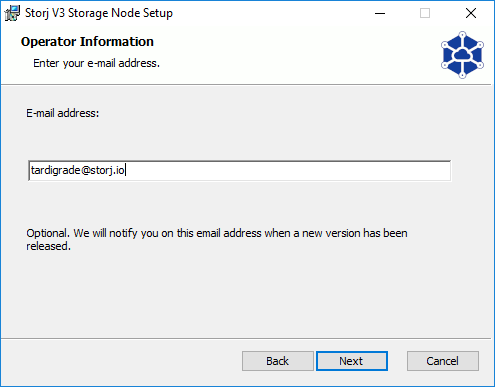 Storj V3 Storage Node Setup
Operator Information
Enter your e-mail address.
E-mail address:
tardigrade@storj.io
Optional. We will notify you on this email address when a new version has been
released.
Back Next Cancel